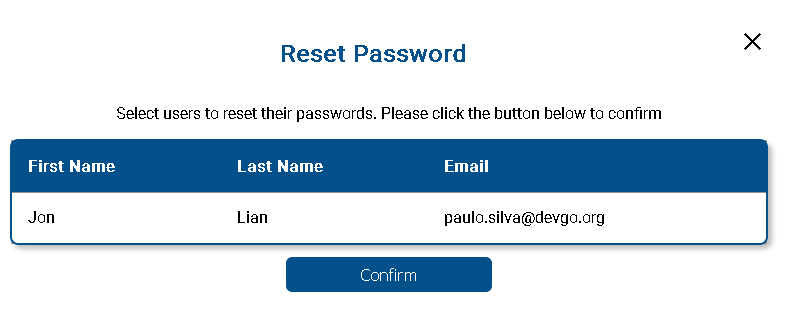 Reset Password
Select users to reset their passwords. Please click the button below to confirm
First Name Last Name Email
Jon Lian paulo.silva@devgo.org
Confirm